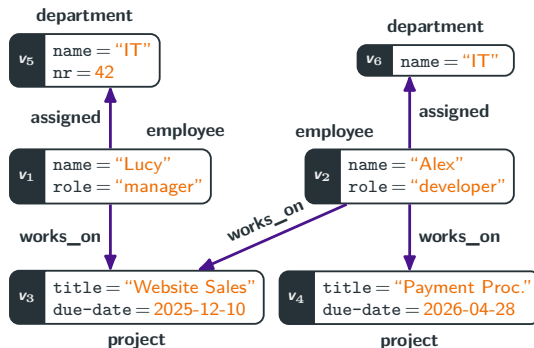 department
v5 name = "IT"
nr = 42
department
v6 name = "IT"
assigned
assigned
employee
v1 name = "Lucy"
role = "manager"
employee
v2 name = "Alex"
role = "developer"
works_on
works_on
works_on
v3 title = "Website Sales"
due-date = 2025-12-10
project
v4 title = "Payment Proc."
due-date = 2026-04-28
project